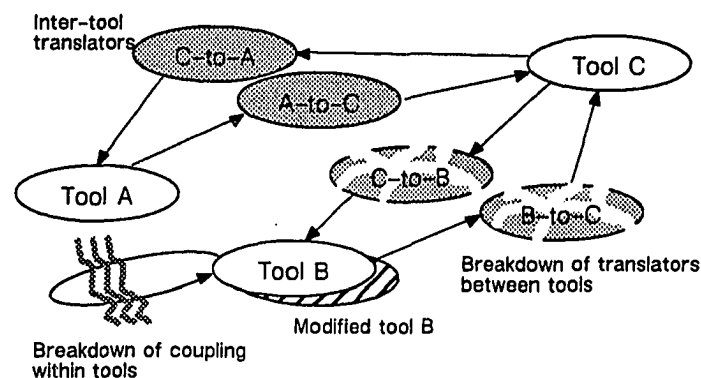 Inter-tool
translators
C-to-A
Tool C
A-to-C
C-to-B
Tool A
B-to-C
Tool B
Breakdown of translators
between tools
Modified tool B
Breakdown of coupling
within tools